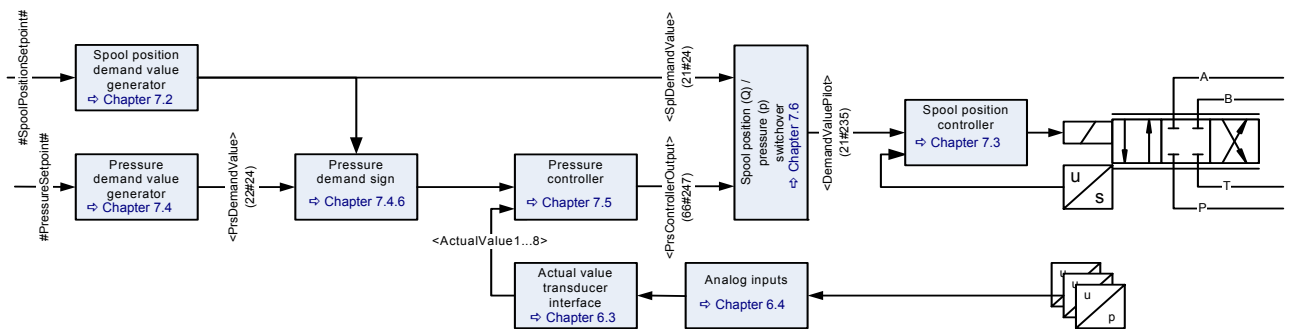 #SpoolPositionSetpoint#
Spool position
demand value
generator
⇨ Chapter 7.2
<SplDemandValue>
(21#24)
Spool position (Q) /
pressure (p)
switchover
⇨ Chapter 7.6
<DemandValuePilot>
(21#235)
Spool position
controller
⇨ Chapter 7.3
A
B
T
P
u
s
#PressureSetpoint#
Pressure
demand value
generator
⇨ Chapter 7.4
<PrsDemandValue>
(22#24)
Pressure
demand sign
⇨ Chapter 7.4.6
Pressure
controller
⇨ Chapter 7.5
<PrsControllerOutput>
(66#247)
<ActualValue1...8>
Actual value
transducer
interface
⇨ Chapter 6.3
Analog inputs
⇨ Chapter 6.4
u
u
u
p